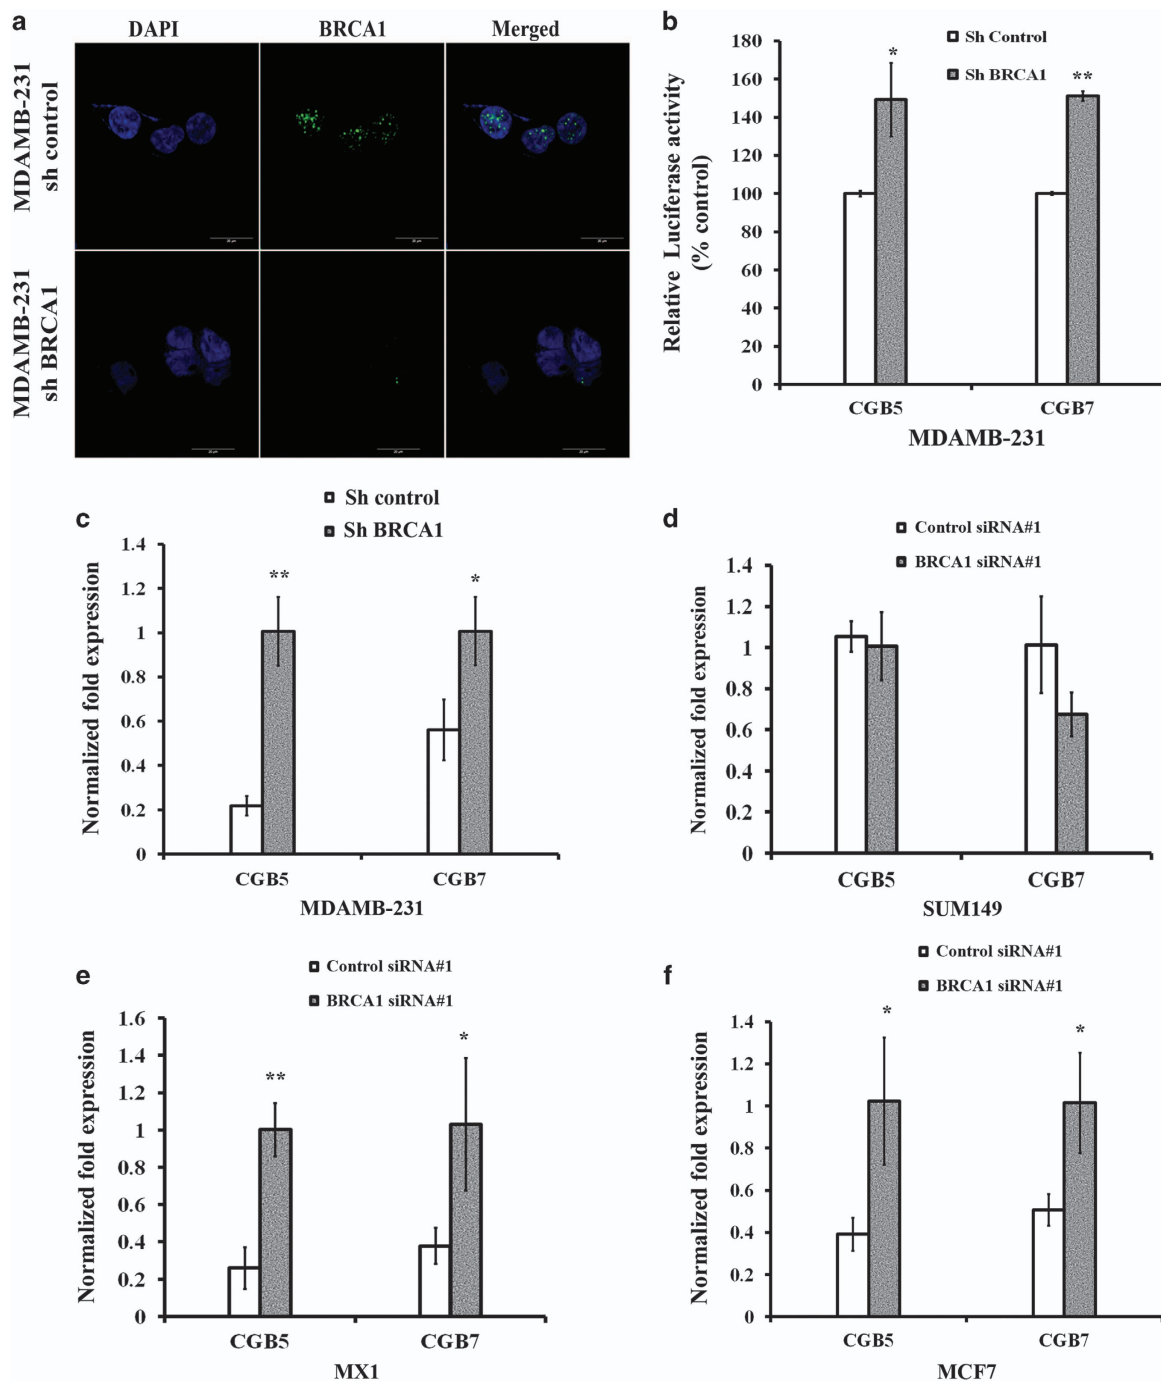 a
DAPI BRCA1 Merged
MDAMB-231
sh control
MDAMB-231
sh BRCA1
b
Sh Control
Sh BRCA1
Relative Luciferase activity
(% control)
180
160
140
120
100
80
60
40
20
0
*
**
CGB5 CGB7
MDAMB-231
c
Sh control
Sh BRCA1
Normalized fold expression
1.4
1.2
1
0.8
0.6
0.4
0.2
0
**
*
CGB5 CGB7
MDAMB-231
d
Control siRNA#1
BRCA1 siRNA#1
Normalized fold expression
1.4
1.2
1
0.8
0.6
0.4
0.2
0
CGB5 CGB7
SUM149
e
Control siRNA#1
BRCA1 siRNA#1
Normalized fold expression
1.6
1.4
1.2
1
0.8
0.6
0.4
0.2
0
**
*
CGB5 CGB7
MX1
f
Control siRNA#1
BRCA1 siRNA#1
Normalized fold expression
1.4
1.2
1
0.8
0.6
0.4
0.2
0
*
*
CGB5 CGB7
MCF7